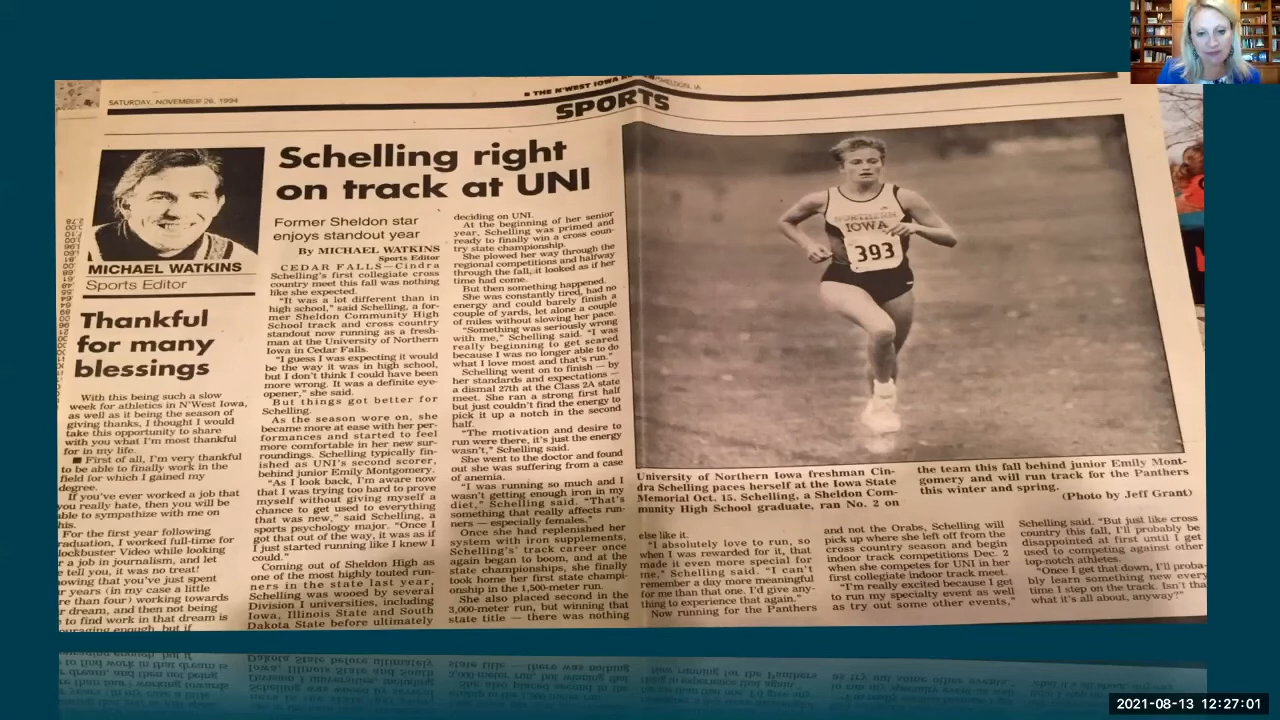 SATURDAY, NOVEMBER 26, 1994
SPORTS
MICHAEL WATKINS
Sports Editor
Thankful
for many
blessings
With this being such a slow
week for athletics in N'West Iowa,
as well as it being the season of
giving thanks, I thought I would
take this opportunity to share
with you what I'm most thankful
for in my life.
■ First of all, I'm very thankful
to be able to finally work in the
field for which I gained my
degree.
If you've ever worked a job that
you really hate, then you will be
able to sympathize with me on
his.
For the first year following
raduation, I worked full-time for
lockbuster Video while looking
r a job in journalism, and let
e tell you, it was no treat!
owing that you've just spent
r years (in my case a little
re than four) working towards
r dream, and then not being
to find work in that dream is
Schelling right
on track at UNI
Former Sheldon star
enjoys standout year
By MICHAEL WATKINS
Sports Editor
CEDAR FALLS—Cindra
Schelling's first collegiate cross
country meet this fall was nothing
like she expected.
"It was a lot different than in
high school," said Schelling, a for-
mer Sheldon Community High
School track and cross country
standout now running as a fresh-
man at the University of Northern
Iowa in Cedar Falls.
"I guess I was expecting it would
be the way it was in high school,
but I don't think I could have been
more wrong. It was a definite eye-
opener," she said.
But things got better for
Schelling.
As the season wore on, she
became more at ease with her per-
formances and started to feel
more comfortable in her new sur-
roundings. Schelling typically fin-
ished as UNI's second scorer,
behind junior Emily Montgomery.
"As I look back, I'm aware now
that I was trying too hard to prove
myself without giving myself a
chance to get used to everything
that was new," said Schelling, a
sports psychology major. "Once I
got that out of the way, it was as if
I just started running like I knew I
could."
Coming out of Sheldon High as
one of the most highly touted run-
ners in the state last year,
Schelling was wooed by several
Division I universities, including
Iowa, Illinois State and South
Dakota State before ultimately
deciding on UNI.
At the beginning of her senior
year, Schelling was primed and
ready to finally win a cross coun-
try state championship.
She plowed her way through the
regional competitions and halfway
through the fall, it looked as if her
time had come.
But then something happened.
She was constantly tired, had no
energy and could barely finish a
couple of yards, let alone a couple
of miles without slowing her pace.
"Something was seriously wrong
with me," Schelling said. "I was
really beginning to get scared
because I was no longer able to do
what I love most and that's run."
Schelling went on to finish — by
her standards and expectations —
a dismal 27th at the Class 2A state
meet. She ran a strong first half
but just couldn't find the energy to
pick it up a notch in the second
half.
"The motivation and desire to
run were there, it's just the energy
wasn't," Schelling said.
She went to the doctor and found
out she was suffering from a case
of anemia.
"I was running so much and I
wasn't getting enough iron in my
diet," Schelling said. "That's
something that really affects run-
ners — especially females."
Once she had replenished her
system with iron supplements,
Schelling's track career once
again began to boom, and at the
state championships, she finally
took home her first state champi-
onship in the 1,500-meter run.
She also placed second in the
3,000-meter run, but winning that
state title — there was nothing
NORTHERN
IOWA
393
University of Northern Iowa freshman Cin-
dra Schelling paces herself at the Iowa State
Memorial Oct. 15. Schelling, a Sheldon Com-
munity High School graduate, ran No. 2 on
the team this fall behind junior Emily Mont-
gomery and will run track for the Panthers
this winter and spring.
(Photo by Jeff Grant)
else like it.
"I absolutely love to run, so
when I was rewarded for it, that
made it even more special for
me," Schelling said. "I can't
remember a day more meaningful
for me than that one. I'd give any-
thing to experience that again."
Now running for the Panthers
and not the Orabs, Schelling will
pick up where she left off from the
cross country season and begin
indoor track competitions Dec. 2
when she competes for UNI in her
first collegiate indoor track meet.
"I'm really excited because I get
to run my specialty event as well
as try out some other events,"
Schelling said. "But just like cross
country this fall, I'll probably be
disappointed at first until I get
used to competing against other
top-notch athletes.
"Once I get that down, I'll proba-
bly learn something new every
time I step on the track. Isn't tha
what it's all about, anyway?"
2021-08-13 12:27:01